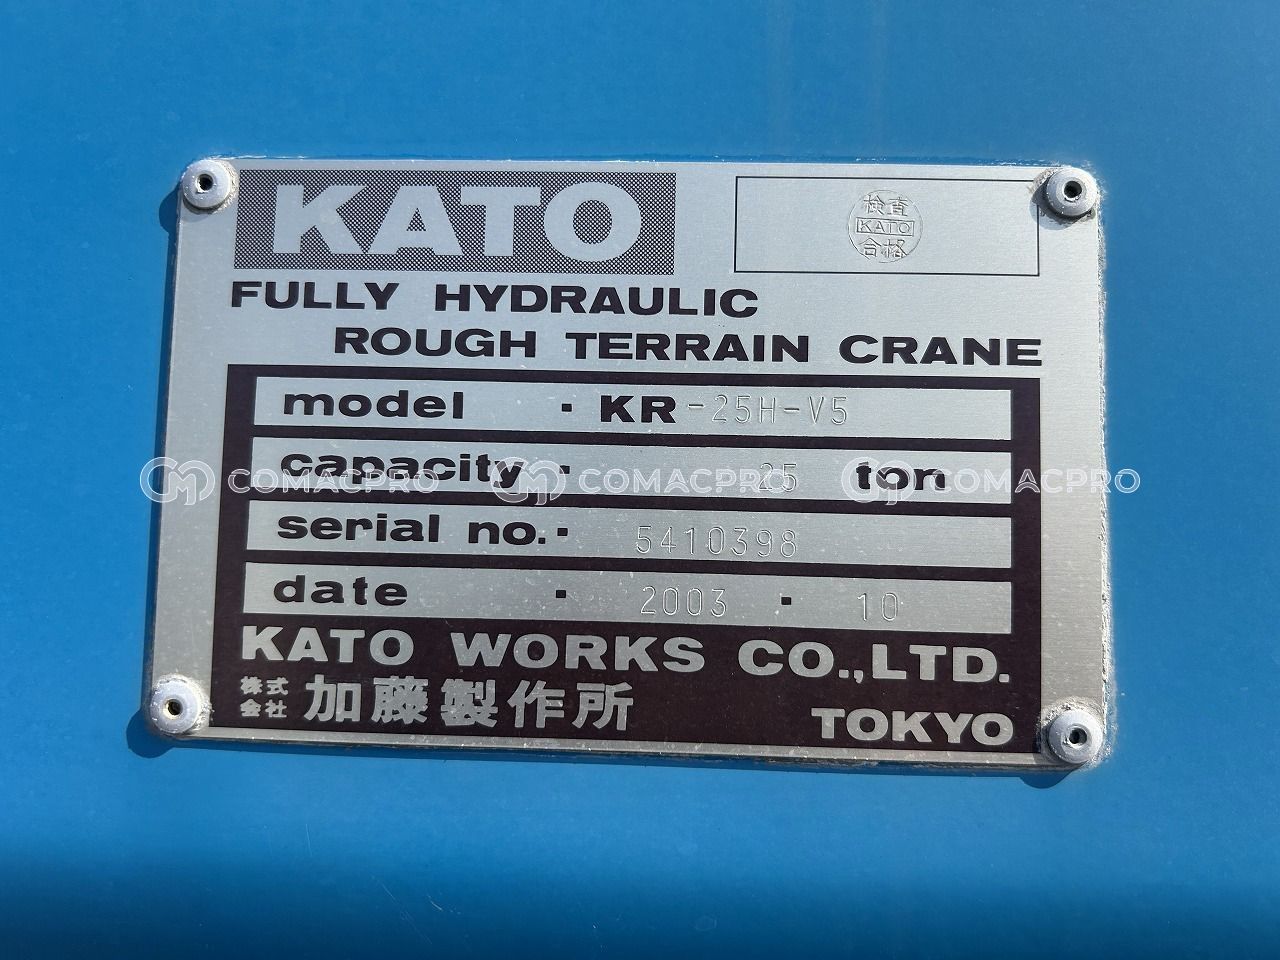 KATO
検査
KATO
合格
FULLY HYDRAULIC
ROUGH TERRAIN CRANE
model · KR-25H-V5
capacity · 25 ton
COMACPRO COMACPRO COMACPRO
serial no. · 5410398
date · 2003 · 10
KATO WORKS CO.,LTD.
株式会社 加藤製作所
TOKYO